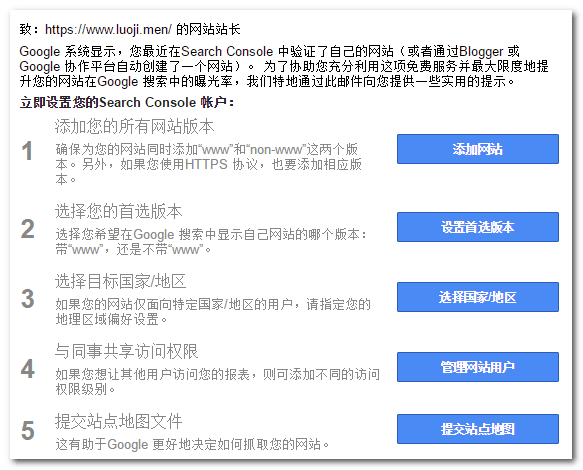 致：https://www.luoji.men/ 的网站站长
Google 系统显示，您最近在Search Console 中验证了自己的网站（或者通过Blogger 或
Google 协作平台自动创建了一个网站）。 为了协助您充分利用这项免费服务并最大限度地提
升您的网站在Google 搜索中的曝光率，我们特地通过此邮件向您提供一些实用的提示。
立即设置您的Search Console 帐户：
1
添加您的所有网站版本
确保为您的网站同时添加“www”和“non-www”这两个版
本。另外，如果您使用HTTPS 协议，也要添加相应版
本。
添加网站
2
选择您的首选版本
选择您希望在Google 搜索中显示自己网站的哪个版本：
带“www”，还是不带“www”。
设置首选版本
3
选择目标国家/地区
如果您的网站仅面向特定国家/地区的用户，请指定您的
地理区域偏好设置。
选择国家/地区
4
与同事共享访问权限
如果您想让其他用户访问您的报表，则可添加不同的访问
权限级别。
管理网站用户
5
提交站点地图文件
这有助于Google 更好地决定如何抓取您的网站。
提交站点地图